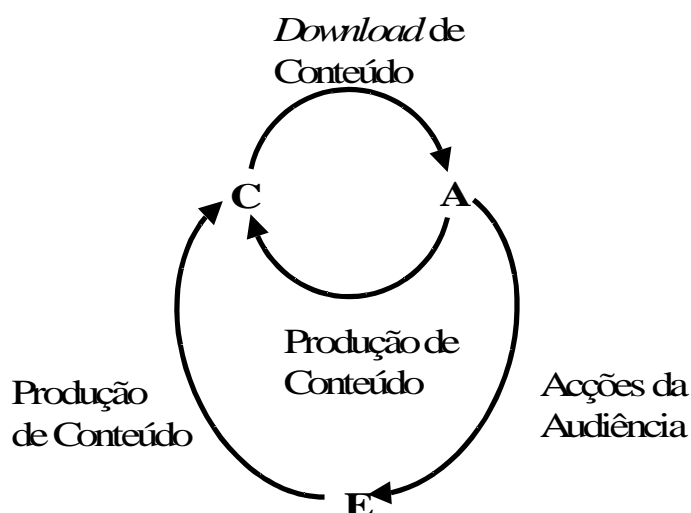 Download de
Conteúdo
C
A
Produção de
Conteúdo
Produção
de Conteúdo
Acções da
Audiência
E